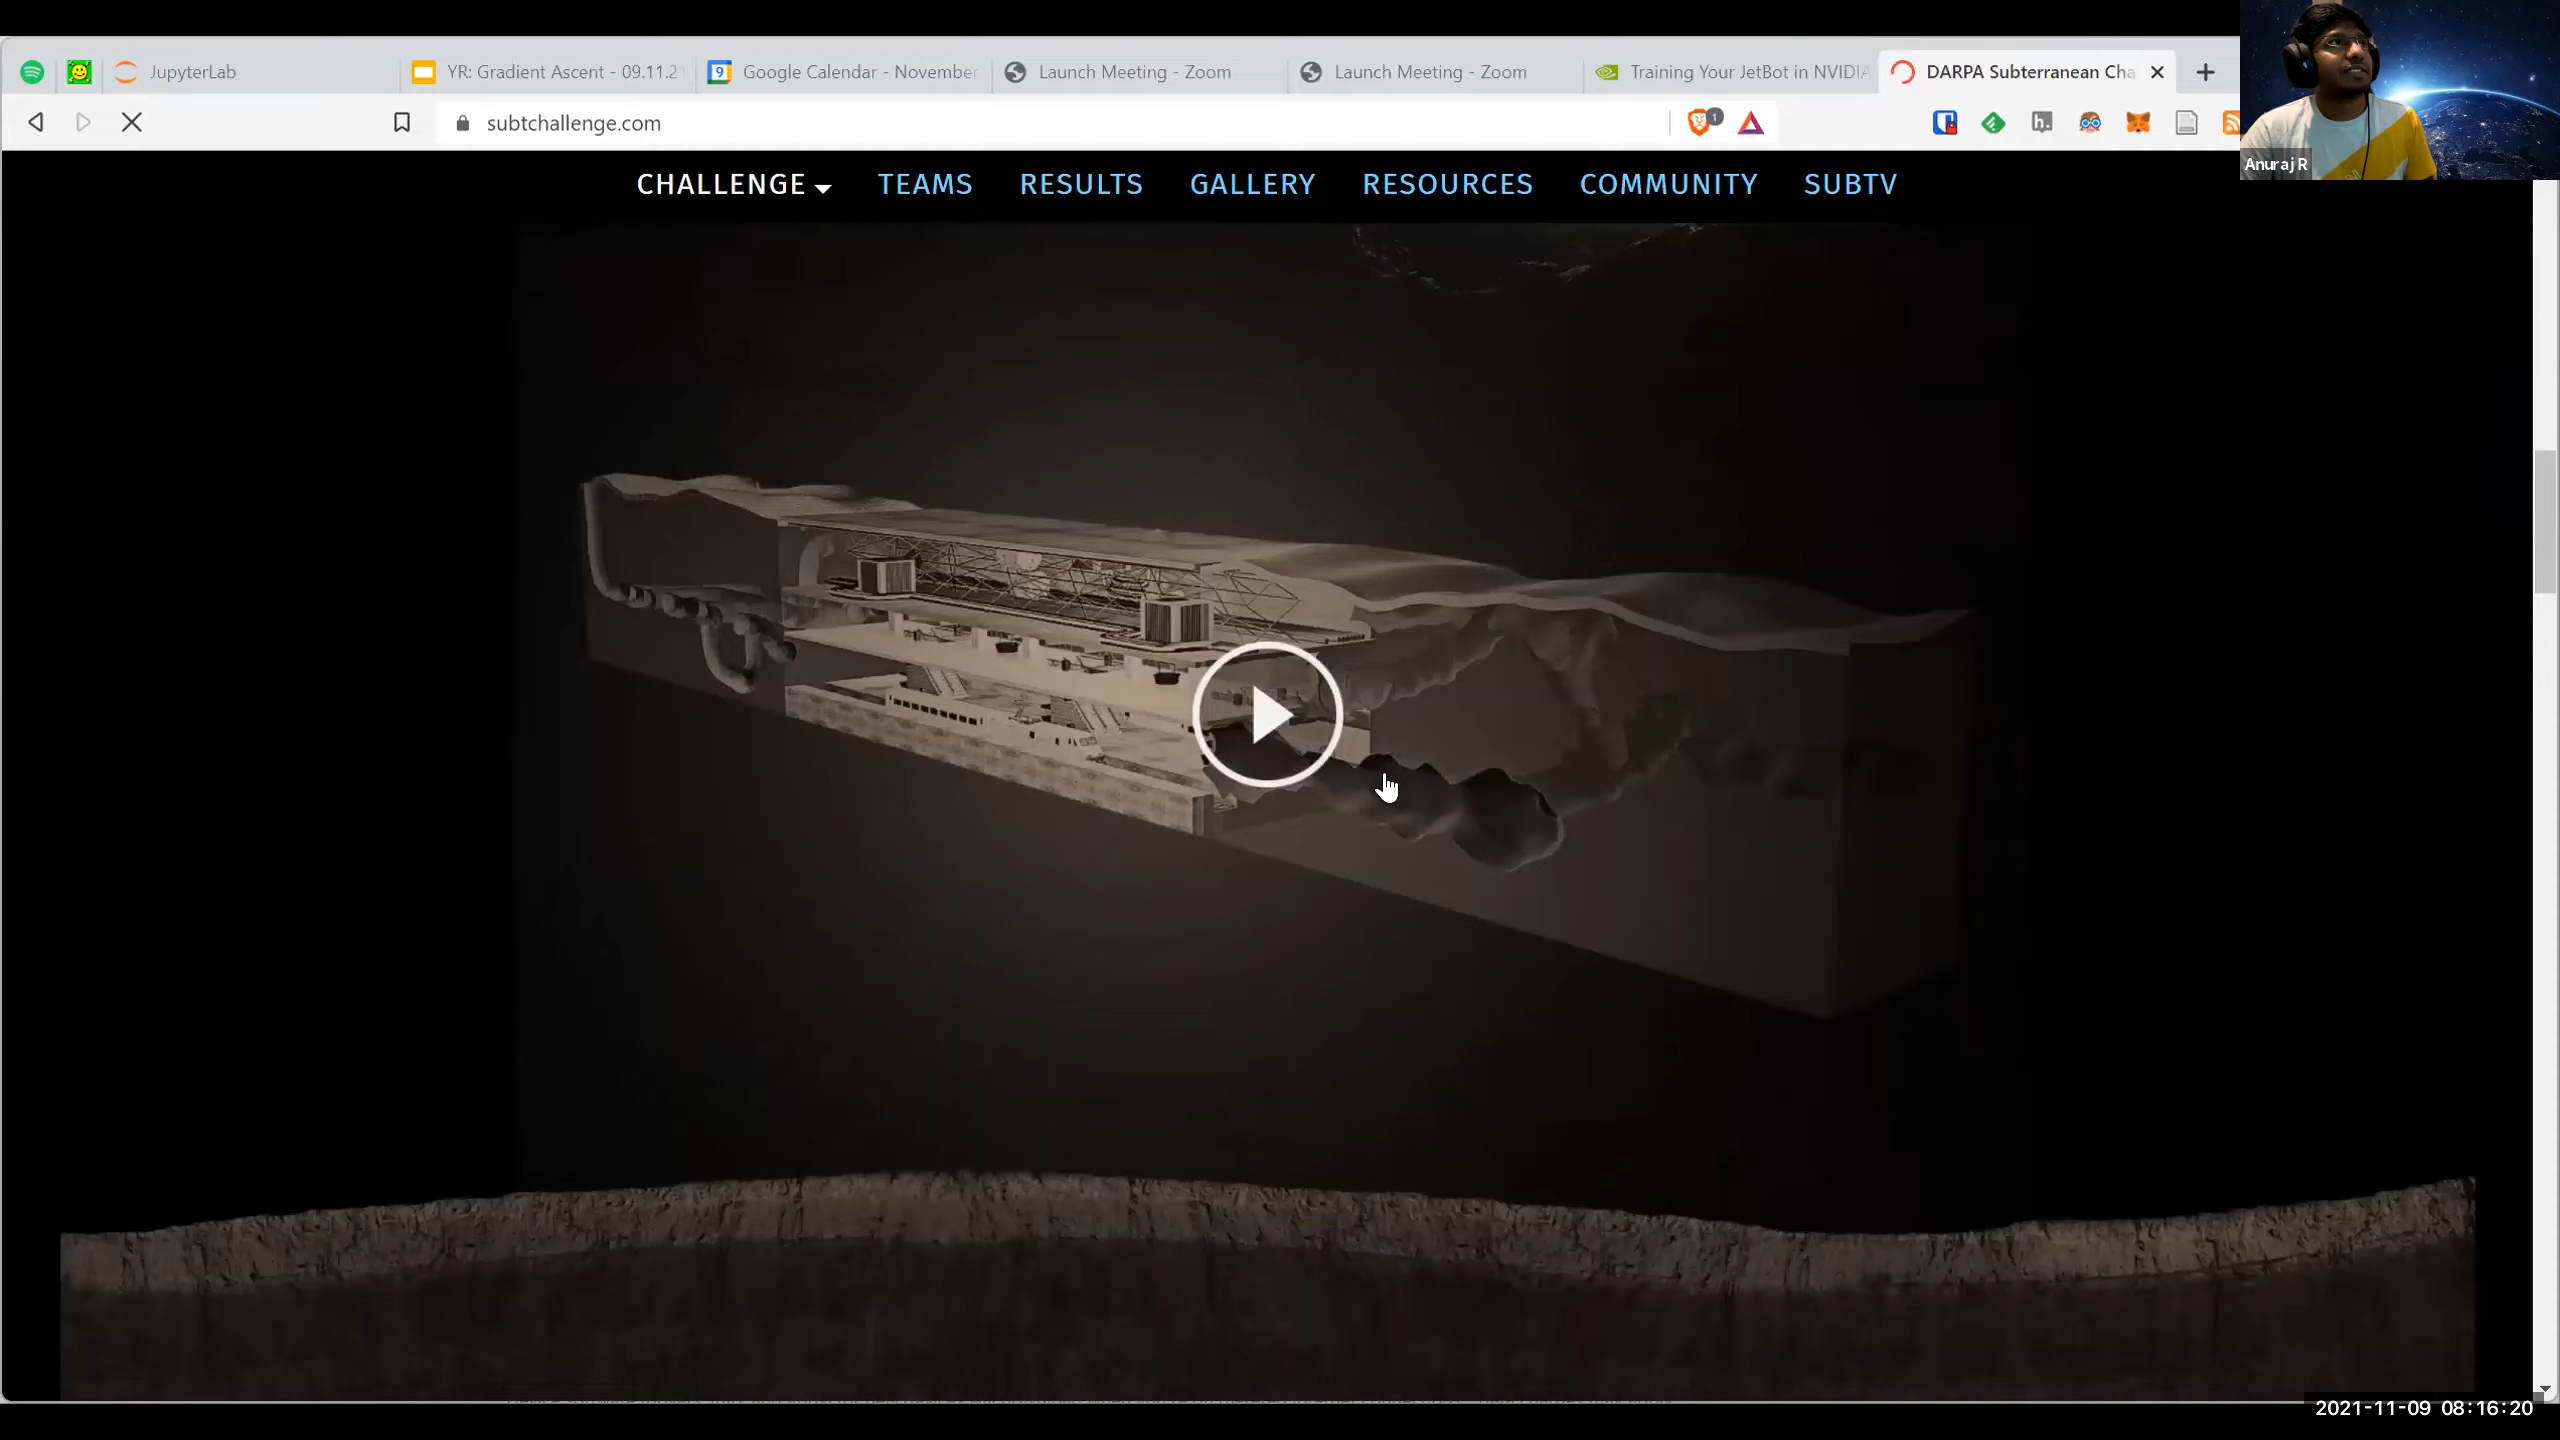 JupyterLab
YR: Gradient Ascent - 09.11.21
Google Calendar - November
Launch Meeting - Zoom
Launch Meeting - Zoom
Training Your JetBot in NVIDIA
DARPA Subterranean Cha
subtchallenge.com
1
h.
Anuraj R
CHALLENGE
TEAMS
RESULTS
GALLERY
RESOURCES
COMMUNITY
SUBTV
2021-11-09 08:16:20